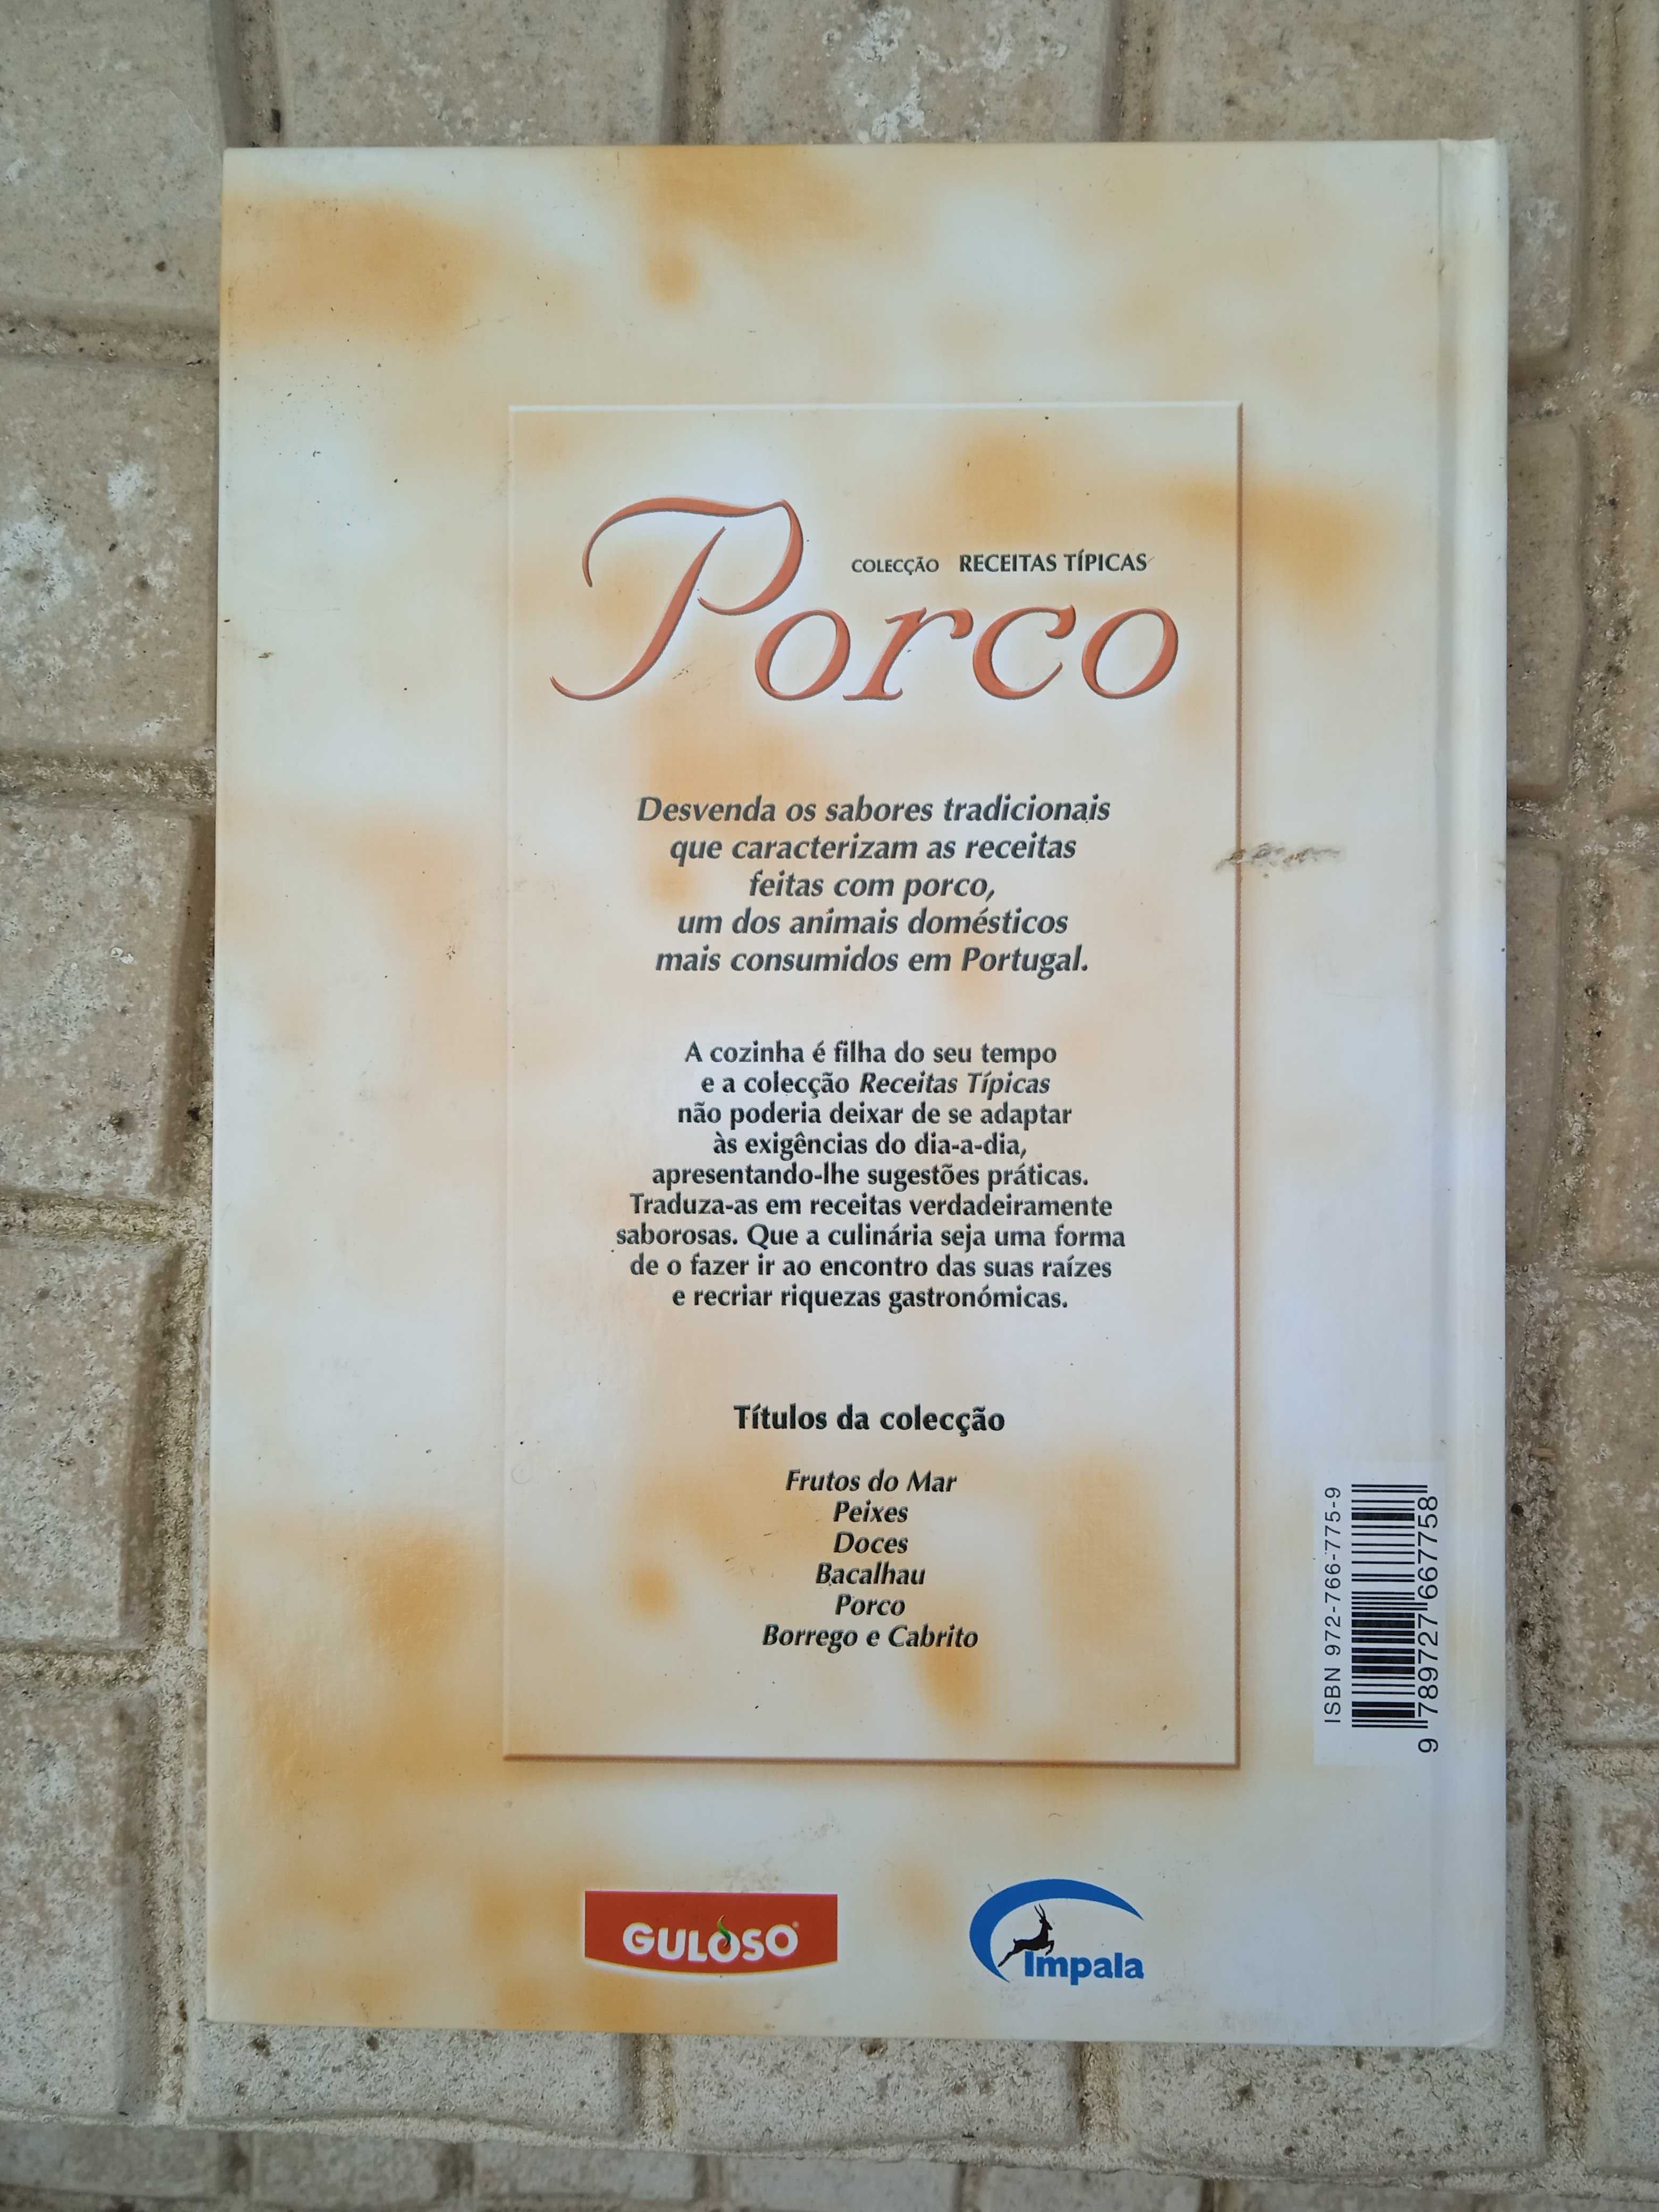 COLECÇÃO RECEITAS TÍPICAS
Porco
Desvenda os sabores tradicionais
que caracterizam as receitas
feitas com porco,
um dos animais domésticos
mais consumidos em Portugal.
A cozinha é filha do seu tempo
e a colecção Receitas Típicas
não poderia deixar de se adaptar
às exigências do dia-a-dia,
apresentando-lhe sugestões práticas.
Traduza-as em receitas verdadeiramente
saborosas. Que a culinária seja uma forma
de o fazer ir ao encontro das suas raízes
e recriar riquezas gastronómicas.
Títulos da colecção
Frutos do Mar
Peixes
Doces
Bacalhau
Porco
Borrego e Cabrito
ISBN 972-766-775-9
9 789727 667758
GULOSO®
Impala